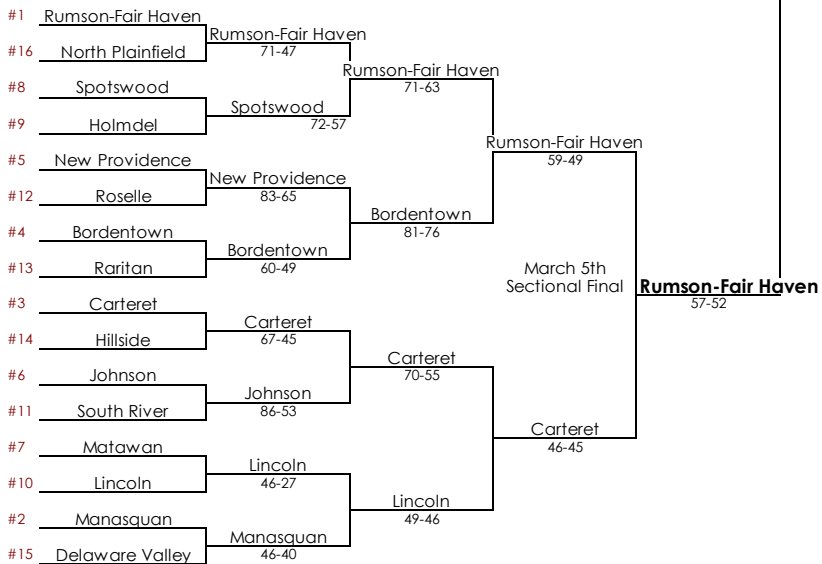 #1 Rumson-Fair Haven
#16 North Plainfield
#8 Spotswood
#9 Holmdel
#5 New Providence
#12 Roselle
#4 Bordentown
#13 Raritan
#3 Carteret
#14 Hillside
#6 Johnson
#11 South River
#7 Matawan
#10 Lincoln
#2 Manasquan
#15 Delaware Valley
Rumson-Fair Haven
71-47
Spotswood
72-57
New Providence
83-65
Bordentown
60-49
Carteret
67-45
Johnson
86-53
Lincoln
46-27
Manasquan
46-40
Rumson-Fair Haven
71-63
Bordentown
81-76
Carteret
70-55
Lincoln
49-46
Rumson-Fair Haven
59-49
Carteret
46-45
March 5th
Sectional Final
Rumson-Fair Haven
57-52